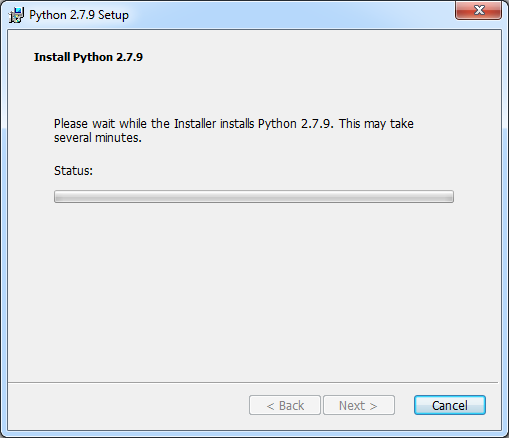 Python 2.7.9 Setup
Install Python 2.7.9
Please wait while the Installer installs Python 2.7.9. This may take
several minutes.
Status:
< Back Next > Cancel